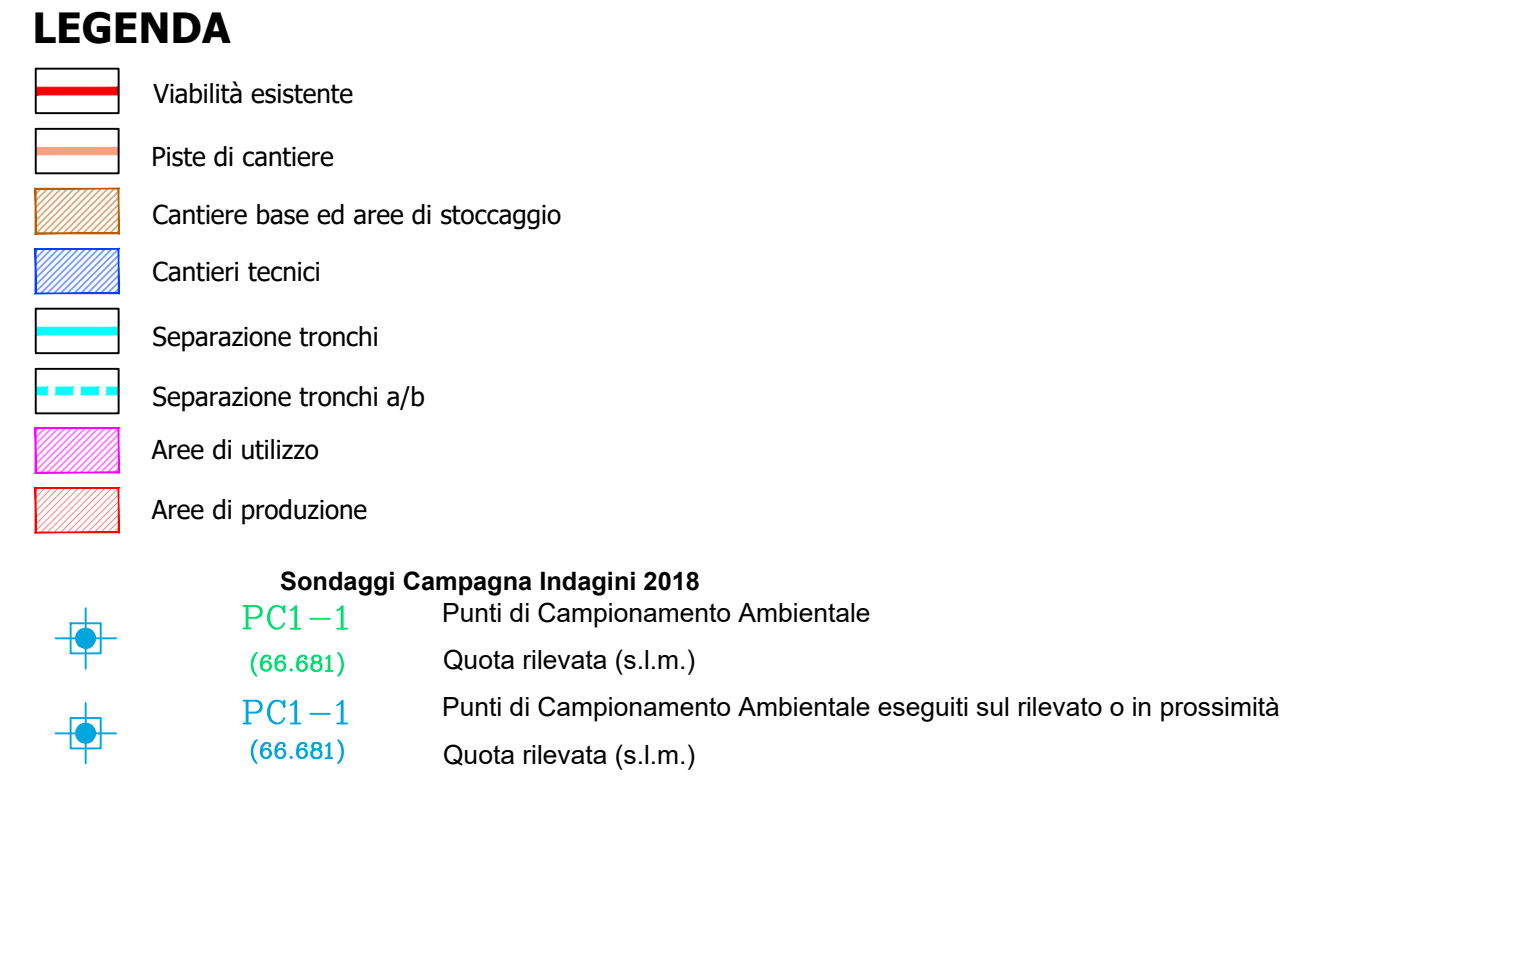 LEGENDA
Viabilità esistente
Piste di cantiere
Cantiere base ed aree di stoccaggio
Cantieri tecnici
Separazione tronchi
Separazione tronchi a/b
Aree di utilizzo
Aree di produzione
Sondaggi Campagna Indagini 2018
PC1-1 Punti di Campionamento Ambientale
(66.681) Quota rilevata (s.l.m.)
PC1-1 Punti di Campionamento Ambientale eseguiti sul rilevato o in prossimità
(66.681) Quota rilevata (s.l.m.)